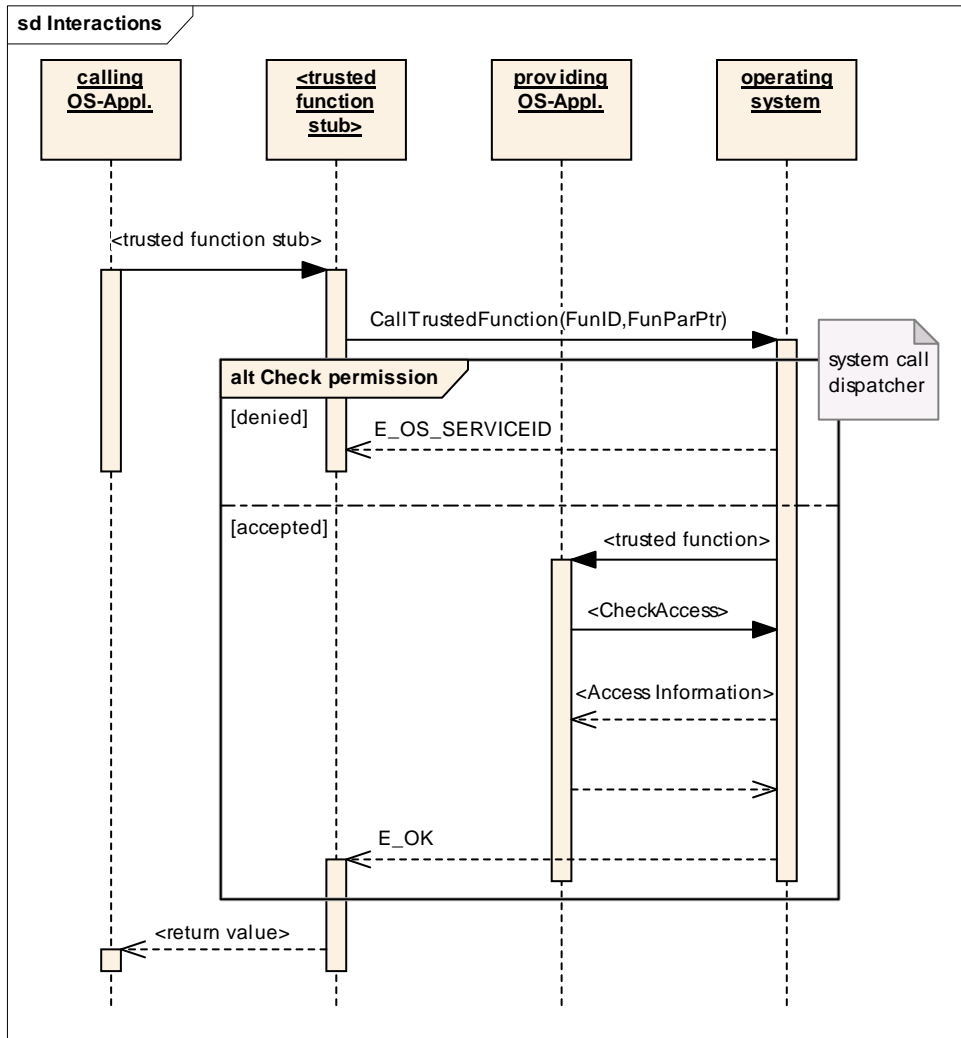 sd Interactions
calling
OS-Appl.
<trusted
function
stub>
providing
OS-Appl.
operating
system
<trusted function stub>
CallTrustedFunction(FunID,FunParPtr)
system call
dispatcher
alt Check permission
[denied]
E_OS_SERVICEID
[accepted]
<trusted function>
<CheckAccess>
<Access Information>
E_OK
<return value>